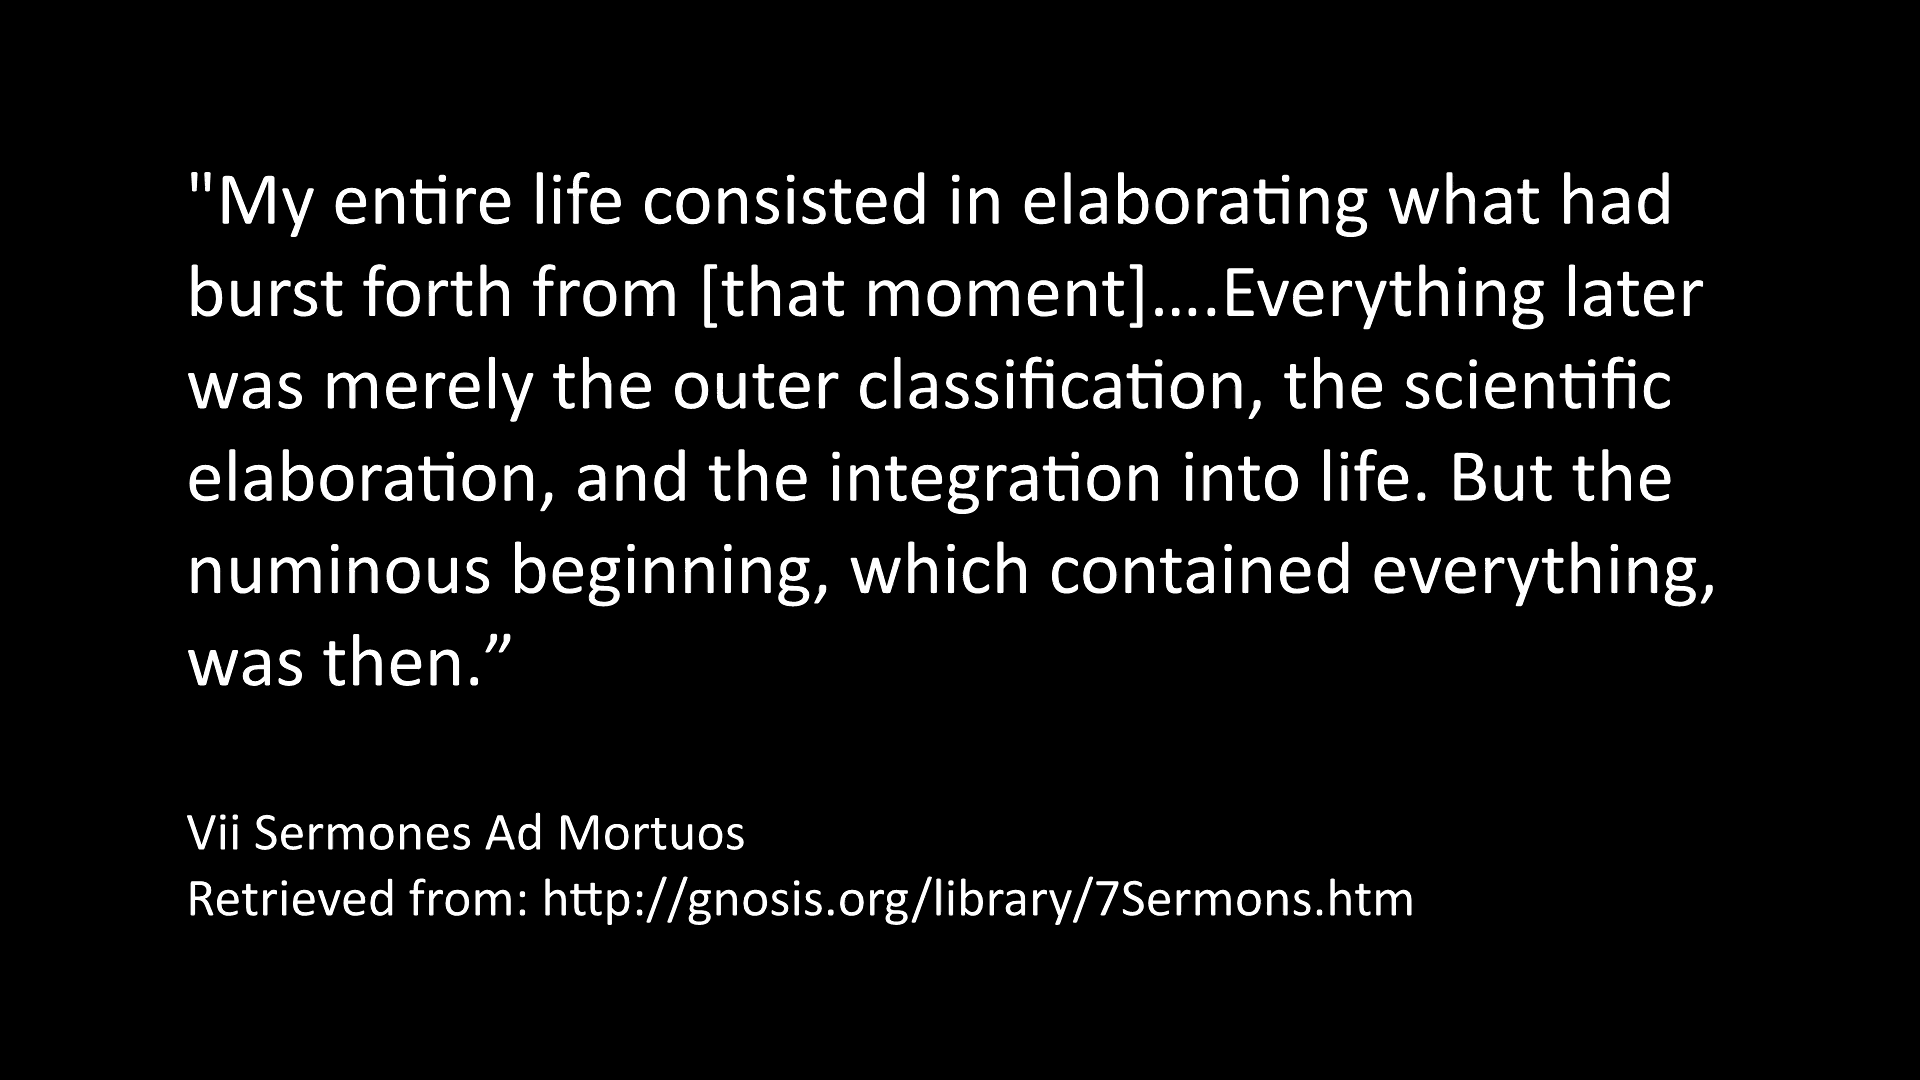 "My entire life consisted in elaborating what had
burst forth from [that moment]....Everything later
was merely the outer classification, the scientific
elaboration, and the integration into life. But the
numinous beginning, which contained everything,
was then.”
Vii Sermones Ad Mortuos
Retrieved from: http://gnosis.org/library/7Sermons.htm